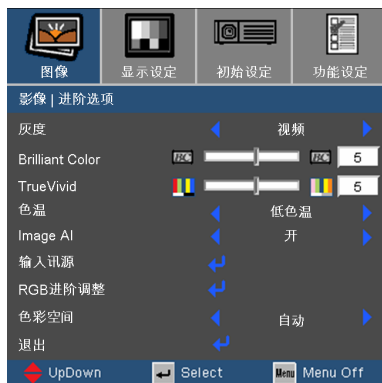 图像 显示设定 初始设定 功能设定
影像 | 进阶选项
灰度 视频
Brilliant Color BC BC 5
TrueVivid 5
色温 低色温
Image AI 开
输入讯源
RGB进阶调整
色彩空间 自动
退出
UpDown Select Menu Menu Off